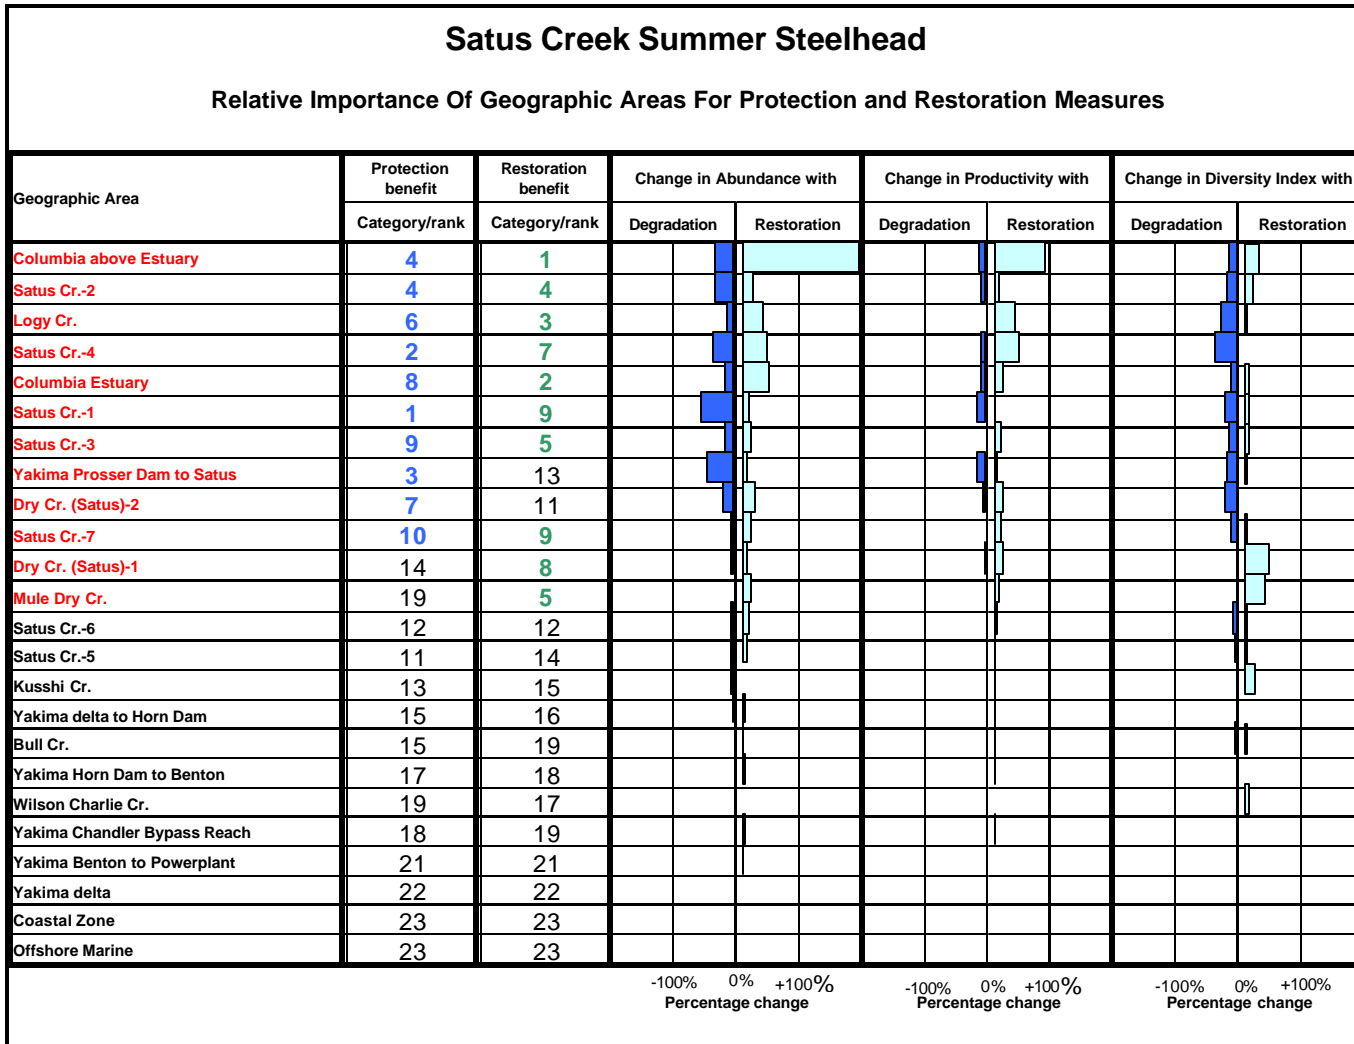 Satus Creek Summer Steelhead
Relative Importance Of Geographic Areas For Protection and Restoration Measures
Geographic Area
Protection benefit
Restoration benefit
Change in Abundance with
Change in Productivity with
Change in Diversity Index with
Category/rank Category/rank Degradation Restoration Degradation Restoration Degradation Restoration
Columbia above Estuary 4 1
Satus Cr.-2 4 4
Logy Cr. 6 3
Satus Cr.-4 2 7
Columbia Estuary 8 2
Satus Cr.-1 1 9
Satus Cr.-3 9 5
Yakima Prosser Dam to Satus 3 13
Dry Cr. (Satus)-2 7 11
Satus Cr.-7 10 9
Dry Cr. (Satus)-1 14 8
Mule Dry Cr. 19 5
Satus Cr.-6 12 12
Satus Cr.-5 11 14
Kusshi Cr. 13 15
Yakima delta to Horn Dam 15 16
Bull Cr. 15 19
Yakima Horn Dam to Benton 17 18
Wilson Charlie Cr. 19 17
Yakima Chandler Bypass Reach 18 19
Yakima Benton to Powerplant 21 21
Yakima delta 22 22
Coastal Zone 23 23
Offshore Marine 23 23
-100% 0% +100% -100% 0% +100% -100% 0% +100%
Percentage change Percentage change Percentage change